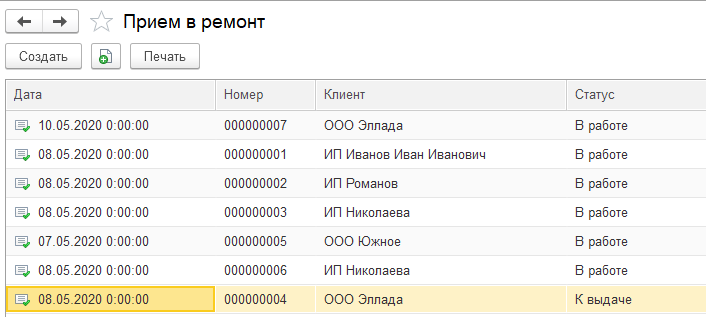 Прием в ремонт
Создать Печать
Дата Номер Клиент Статус
10.05.2020 0:00:00 000000007 ООО Эллада В работе
08.05.2020 0:00:00 000000001 ИП Иванов Иван Иванович В работе
08.05.2020 0:00:00 000000002 ИП Романов В работе
08.05.2020 0:00:00 000000003 ИП Николаева В работе
07.05.2020 0:00:00 000000005 ООО Южное В работе
08.05.2020 0:00:00 000000006 ИП Николаева В работе
08.05.2020 0:00:00 000000004 ООО Эллада К выдаче